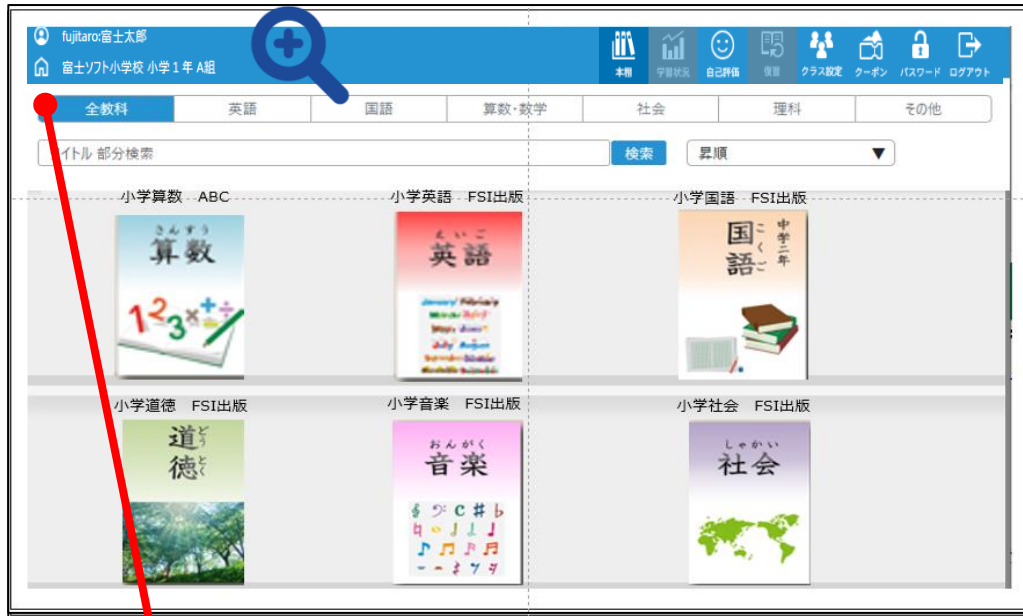 fujitaro:富士太郎
富士ソフト小学校 小学1年 A組
本棚 学習状況 自己評価 復習 クラス設定 クーポン パスワード ログアウト
全教科 英語 国語 算数・数学 社会 理科 その他
イトル 部分検索 検索 昇順 ▼
小学算数 ABC 小学英語 FSI出版 小学国語 FSI出版
さんすう
算数
えいご
英語
January February
July August
こくご
国語
中学二年
小学道徳 FSI出版 小学音楽 FSI出版 小学社会 FSI出版
どうとく
道徳
おんがく
音楽
しゃかい
社会